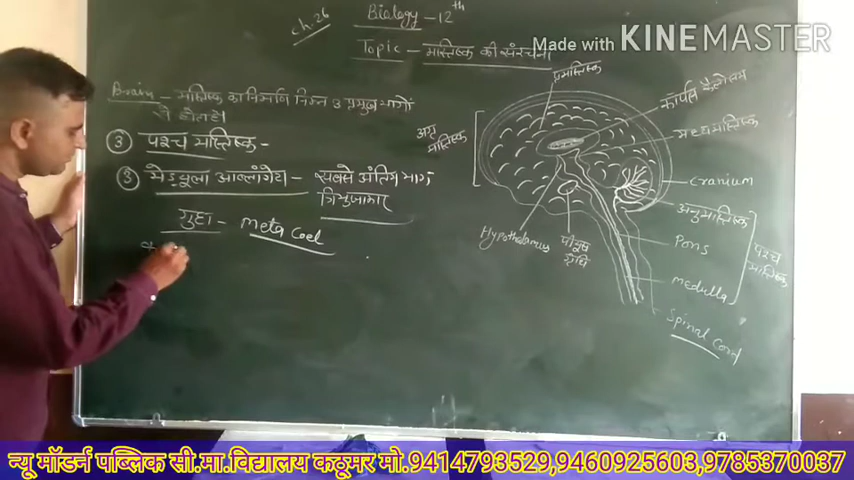 ch. 26
Biology - 12th
Topic - मस्तिष्क की संरचना
Made with KINEMASTER
Brain - मस्तिष्क का निर्माण निम्न 3 प्रमुख भागों
से होता है।
③ पश्च मस्तिष्क -
③ मेड्यूला आब्लांगेटा - सबसे अंतिम भाग
त्रिभुजाकार
गुहा - Meta Coel
प्रमस्तिष्क
अग्र
मस्तिष्क
मध्यमस्तिष्क
Cranium
अनुमस्तिष्क
Pons
medulla
पश्च
मस्तिष्क
Spinal Cord
Hypothalamus
पीयूष
ग्रंथि
न्यू मॉडर्न पब्लिक सी.मा.विद्यालय कठूमर मो.9414793529,9460925603,9785370037